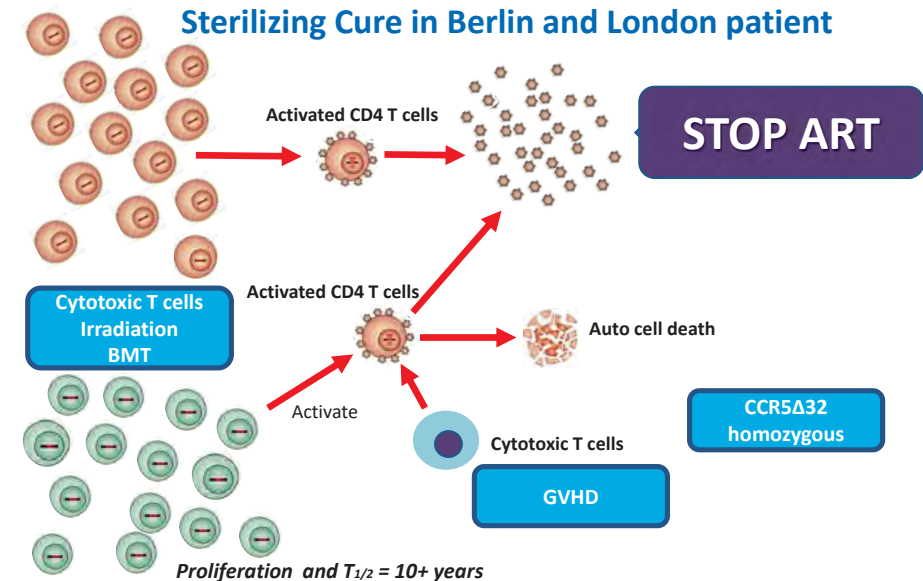 Sterilizing Cure in Berlin and London patient
Activated CD4 T cells
STOP ART
Activated CD4 T cells
Cytotoxic T cells
Irradiation
BMT
Auto cell death
Activate
CCR5Δ32
homozygous
Cytotoxic T cells
GVHD
Proliferation and T1/2 = 10+ years